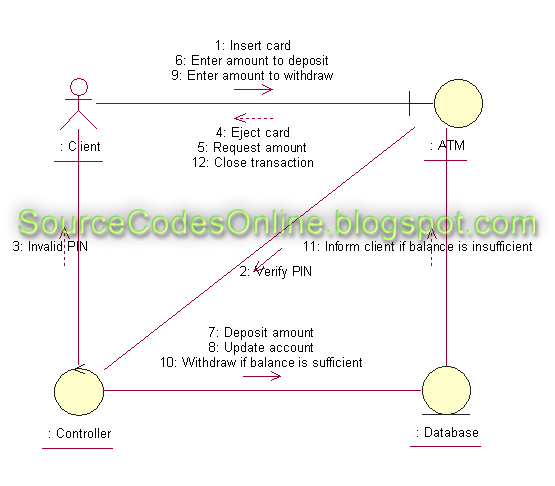 1: Insert card
6: Enter amount to deposit
9: Enter amount to withdraw
4: Eject card
5: Request amount
12: Close transaction
: Client
: ATM
SourceCodesOnline.blogspot.com
3: Invalid PIN
11: Inform client if balance is insufficient
2: Verify PIN
7: Deposit amount
8: Update account
10: Withdraw if balance is sufficient
: Controller
: Database